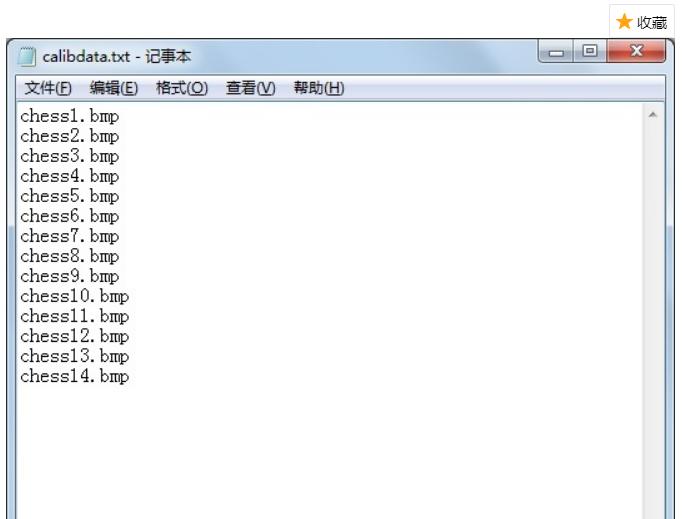 收藏
calibdata.txt - 记事本
文件(F) 编辑(E) 格式(O) 查看(V) 帮助(H)
chess1.bmp
chess2.bmp
chess3.bmp
chess4.bmp
chess5.bmp
chess6.bmp
chess7.bmp
chess8.bmp
chess9.bmp
chess10.bmp
chess11.bmp
chess12.bmp
chess13.bmp
chess14.bmp